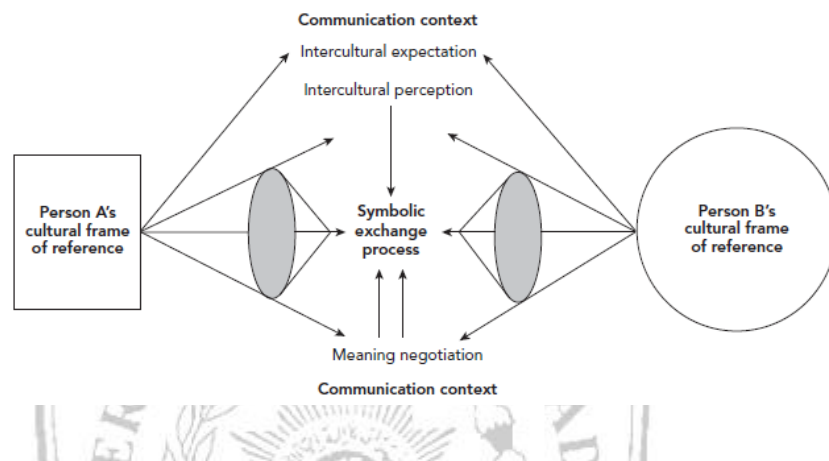 Communication context
Intercultural expectation
Intercultural perception
Person A's
cultural frame
of reference
Symbolic
exchange
process
Person B's
cultural frame
of reference
Meaning negotiation
Communication context